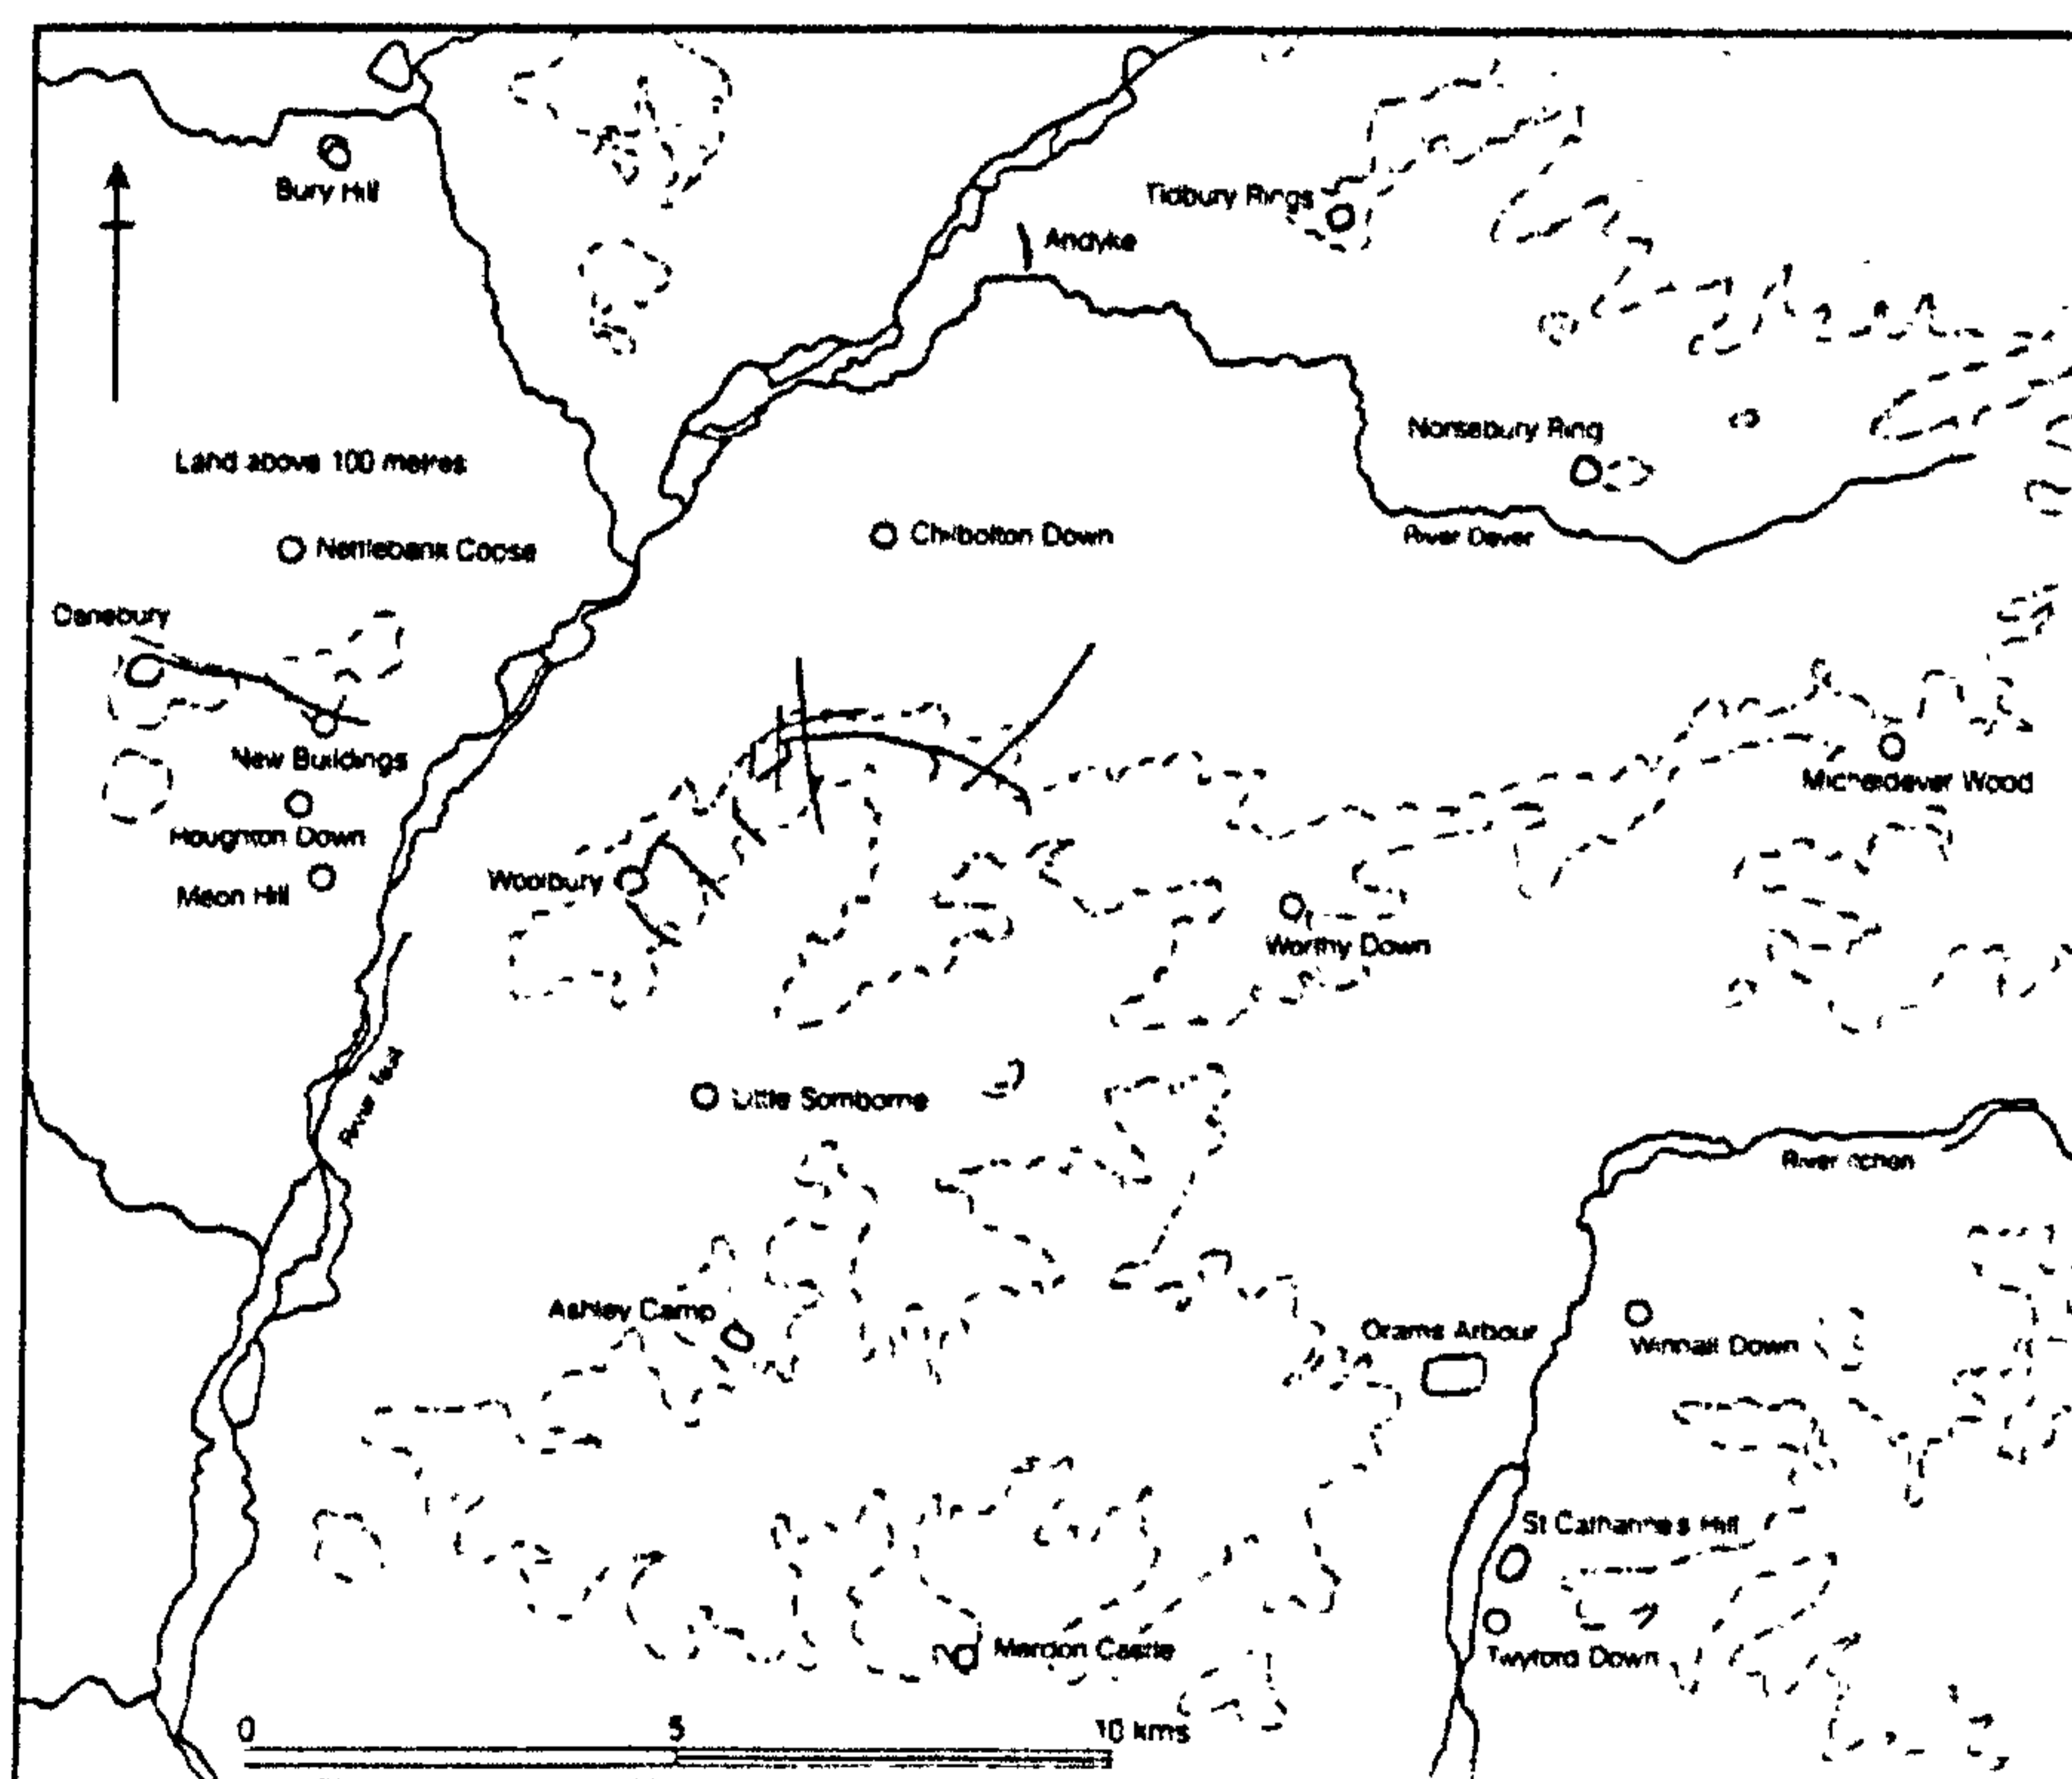 Bury Hill
Tidbury Rings
Andyke
Norsebury Ring
Land above 100 metres
River Dever
Chilbolton Down
Nettlebank Copse
Danebury
New Buildings
Micheldever Wood
Houghton Down
Woolbury
Meon Hill
Worthy Down
River
Little Somborne
River Itchen
Ashley Camp
Orams Arbour
Winnall Down
St Catharine's Hill
Merdon Castle
Twyford Down
0 5 10 kms